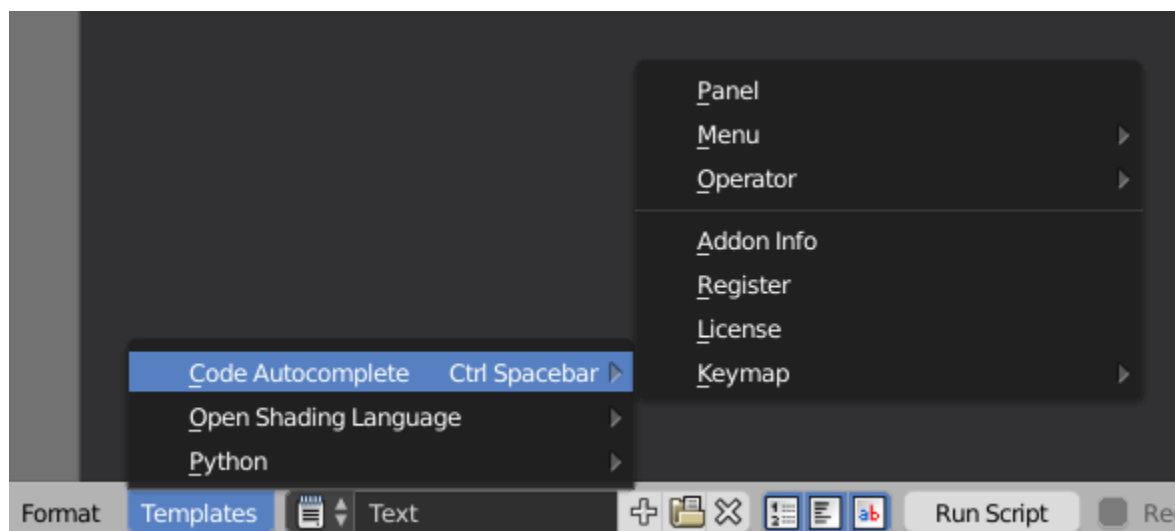 Panel
Menu
Operator
Addon Info
Register
License
Keymap
Code Autocomplete Ctrl Spacebar
Open Shading Language
Python
Format Templates Text Run Script Re